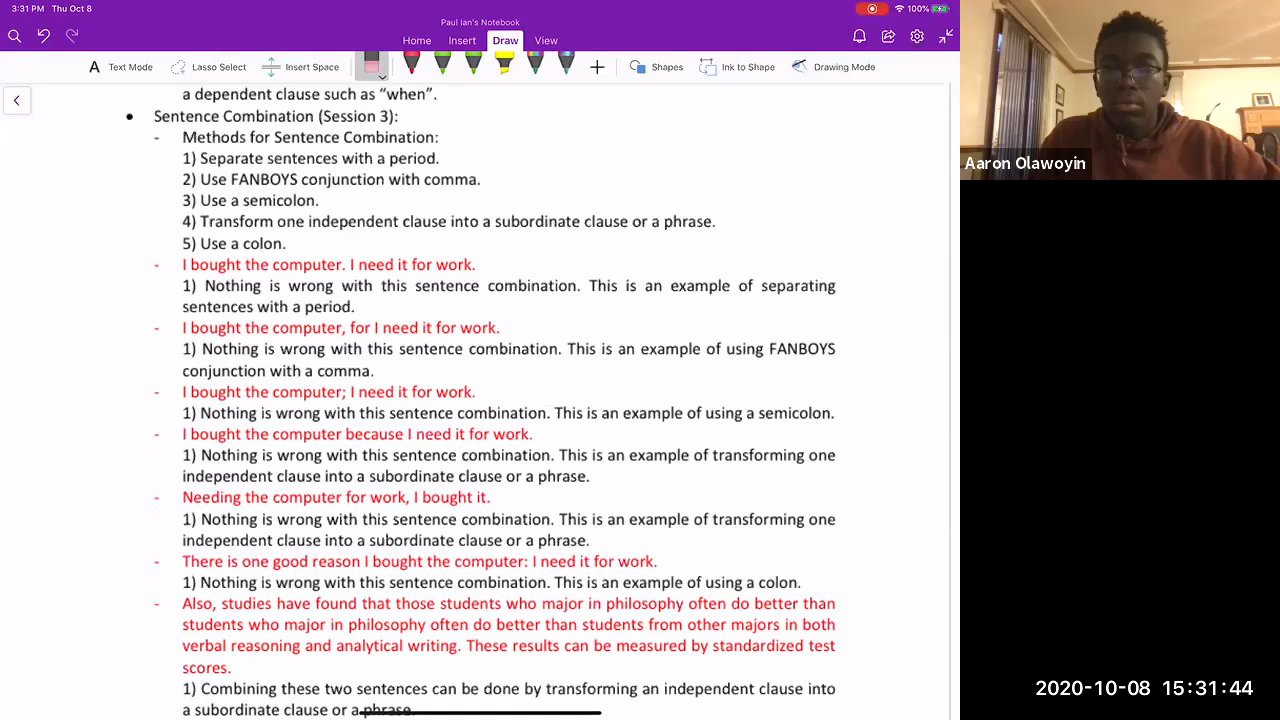 3:31 PM Thu Oct 8
100%
Paul Ian's Notebook
Home Insert Draw View
A Text Mode Lasso Select Insert Space Shapes Ink to Shape Drawing Mode
a dependent clause such as “when”.
• Sentence Combination (Session 3):
- Methods for Sentence Combination:
1) Separate sentences with a period.
2) Use FANBOYS conjunction with comma.
3) Use a semicolon.
4) Transform one independent clause into a subordinate clause or a phrase.
5) Use a colon.
- I bought the computer. I need it for work.
1) Nothing is wrong with this sentence combination. This is an example of separating
sentences with a period.
- I bought the computer, for I need it for work.
1) Nothing is wrong with this sentence combination. This is an example of using FANBOYS
conjunction with a comma.
- I bought the computer; I need it for work.
1) Nothing is wrong with this sentence combination. This is an example of using a semicolon.
- I bought the computer because I need it for work.
1) Nothing is wrong with this sentence combination. This is an example of transforming one
independent clause into a subordinate clause or a phrase.
- Needing the computer for work, I bought it.
1) Nothing is wrong with this sentence combination. This is an example of transforming one
independent clause into a subordinate clause or a phrase.
- There is one good reason I bought the computer: I need it for work.
1) Nothing is wrong with this sentence combination. This is an example of using a colon.
- Also, studies have found that those students who major in philosophy often do better than
students who major in philosophy often do better than students from other majors in both
verbal reasoning and analytical writing. These results can be measured by standardized test
scores.
1) Combining these two sentences can be done by transforming an independent clause into
a subordinate clause or a phrase.
Aaron Olawoyin
2020-10-08 15:31:44